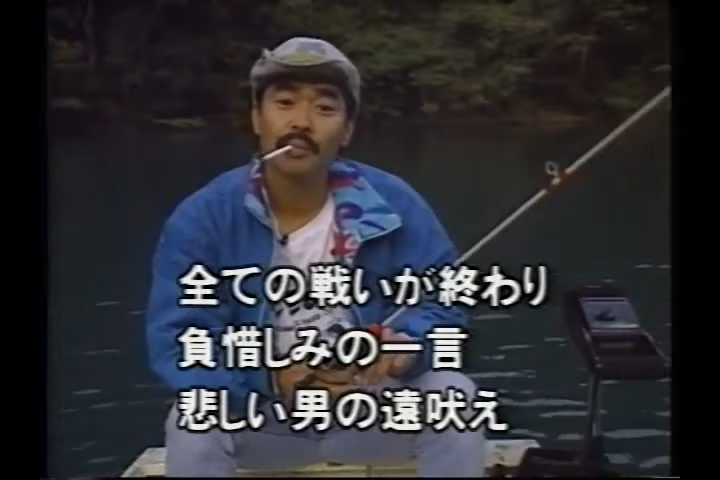 全ての戦いが終わり
負惜しみの一言
悲しい男の遠吠え